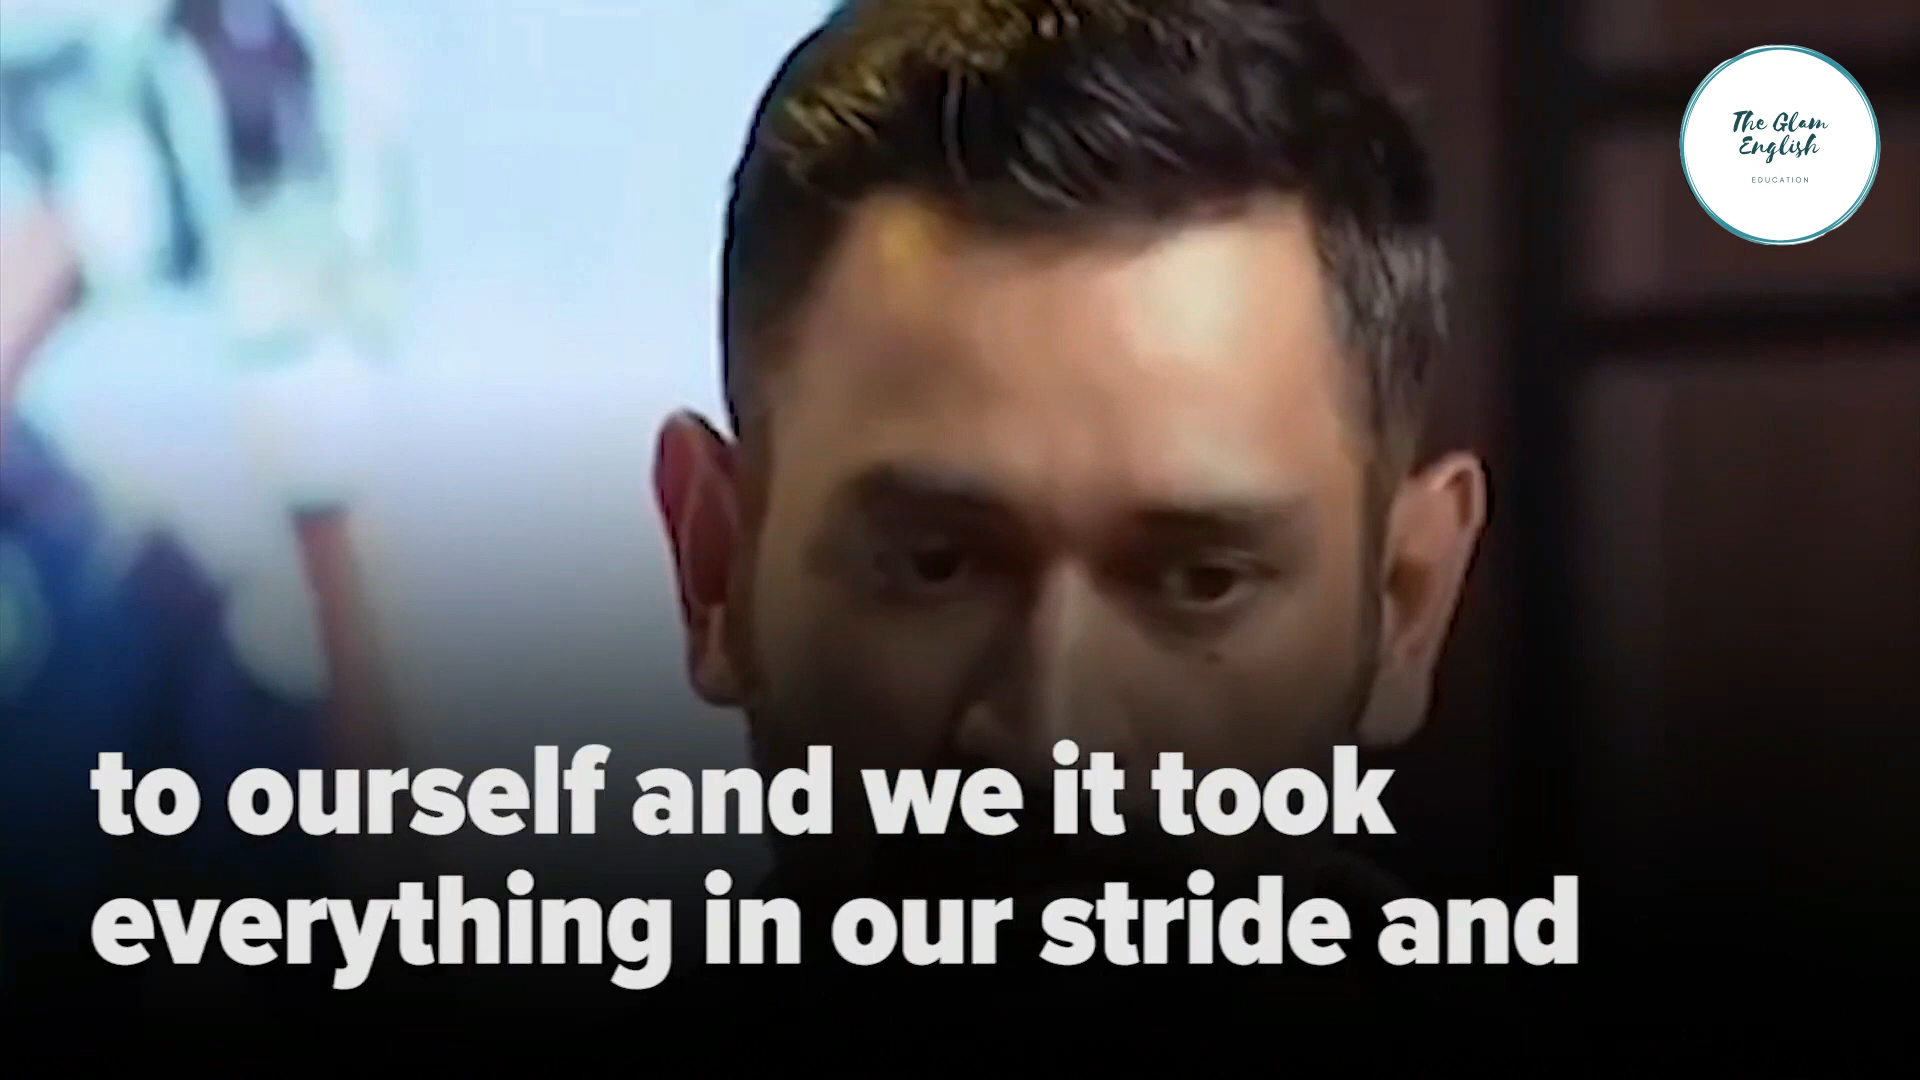 The Glam
English
EDUCATION
to ourself and we it took
everything in our stride and